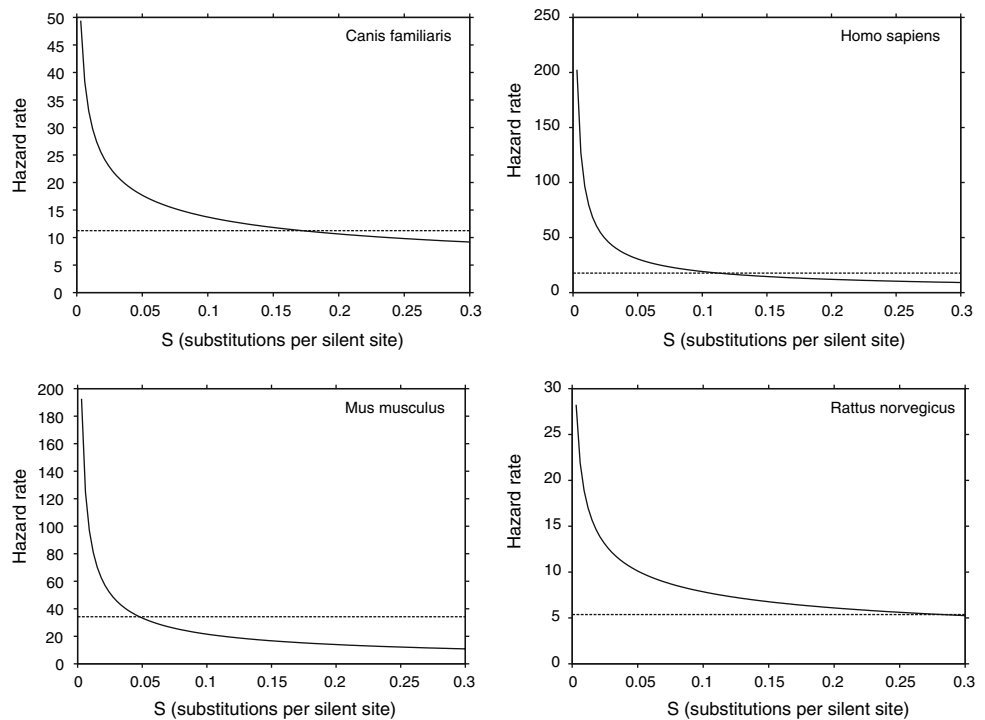 Canis familiaris
Hazard rate
50
45
40
35
30
25
20
15
10
5
0
0 0.05 0.1 0.15 0.2 0.25 0.3
S (substitutions per silent site)
Homo sapiens
Hazard rate
250
200
150
100
50
0
0 0.05 0.1 0.15 0.2 0.25 0.3
S (substitutions per silent site)
Mus musculus
Hazard rate
200
180
160
140
120
100
80
60
40
20
0
0 0.05 0.1 0.15 0.2 0.25 0.3
S (substitutions per silent site)
Rattus norvegicus
Hazard rate
30
25
20
15
10
5
0
0 0.05 0.1 0.15 0.2 0.25 0.3
S (substitutions per silent site)